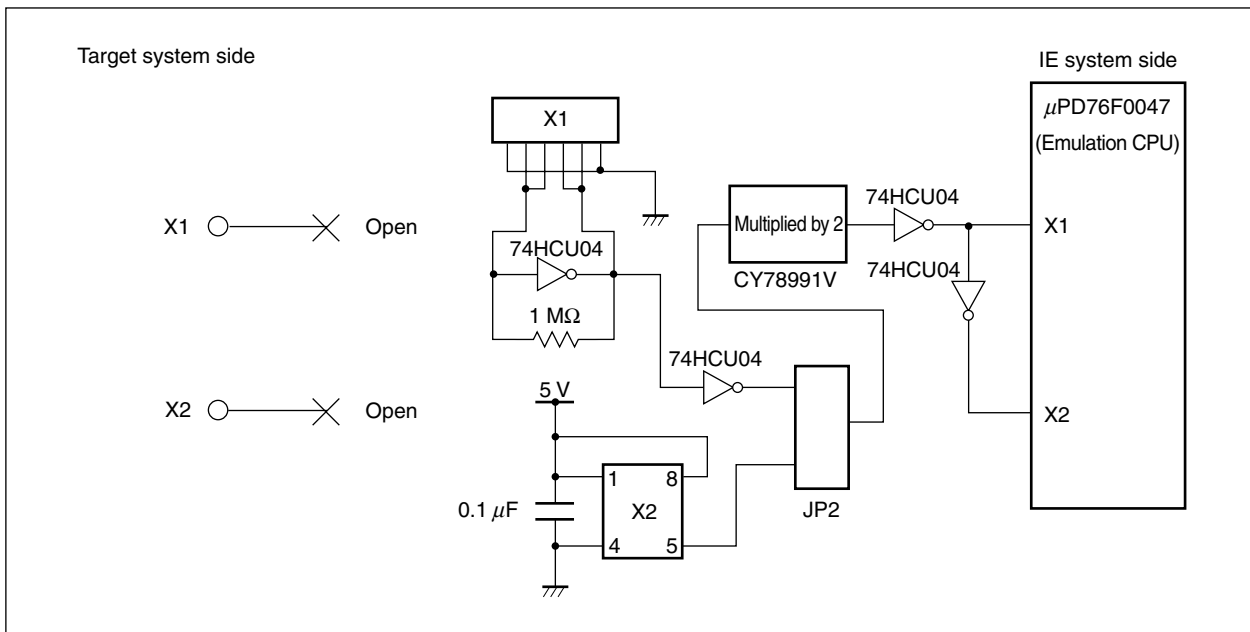 Target system side
IE system side
X1
µPD76F0047
(Emulation CPU)
74HCU04
Multiplied by 2
X1
Open
X1
74HCU04
74HCU04
CY78991V
1 MΩ
74HCU04
5 V
X2
Open
X2
1
8
0.1 µF
X2
JP2
4
5